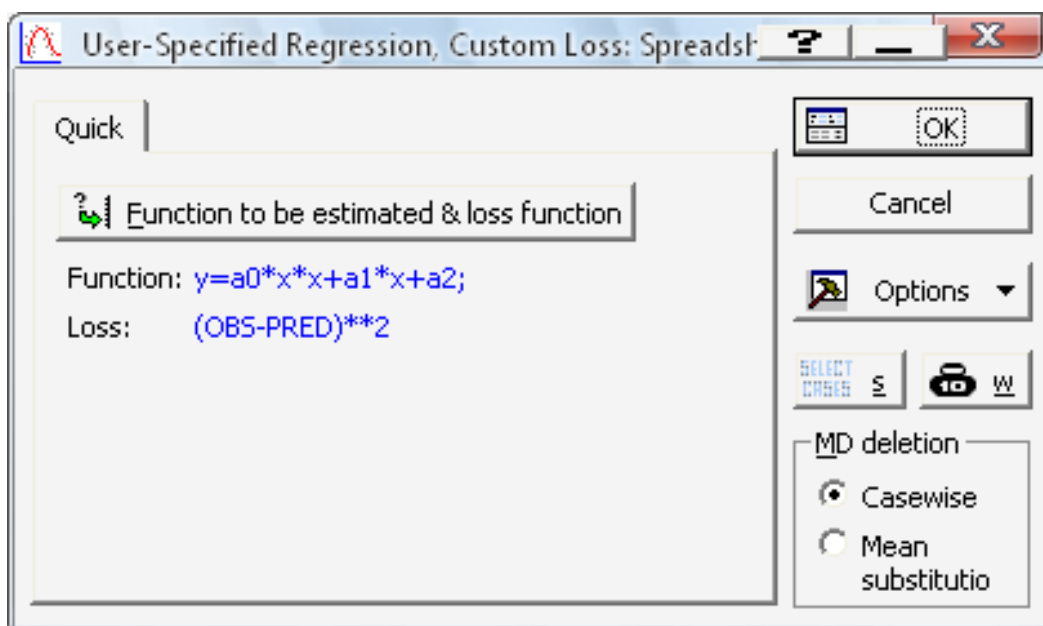 User-Specified Regression, Custom Loss: Spreadsh
Quick
Function to be estimated & loss function
Function: y=a0*x*x+a1*x+a2;
Loss: (OBS-PRED)**2
OK
Cancel
Options
SELECT CASES S
10 W
MD deletion
Casewise
Mean
substitutio